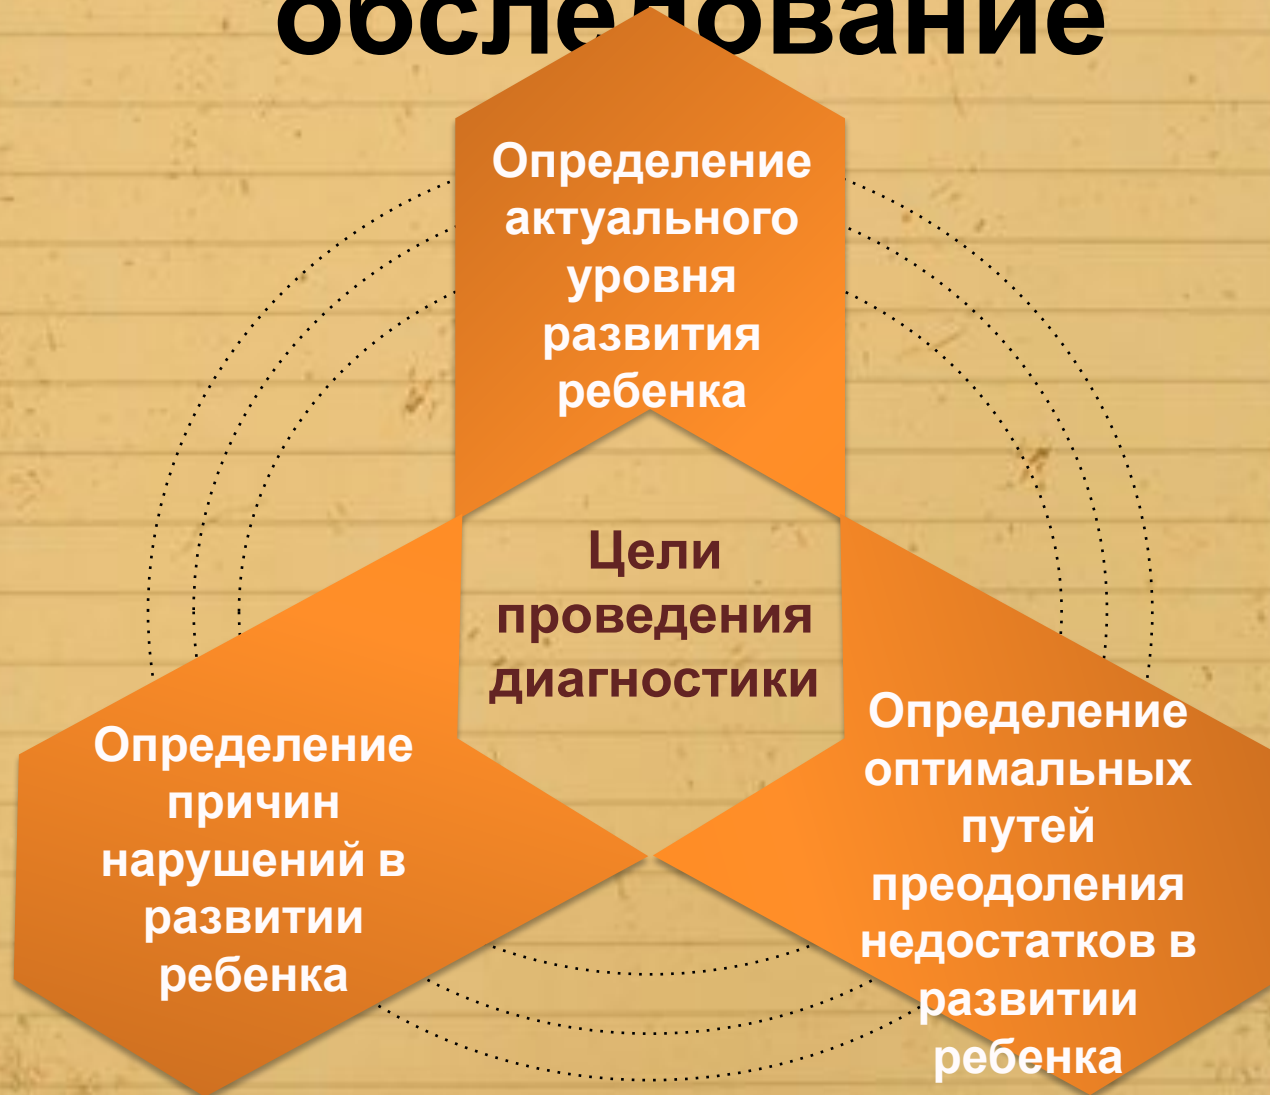 обследование
Определение
актуального
уровня
развития
ребенка
Цели
проведения
диагностики
Определение
причин
нарушений в
развитии
ребенка
Определение
оптимальных
путей
преодоления
недостатков в
развитии
ребенка